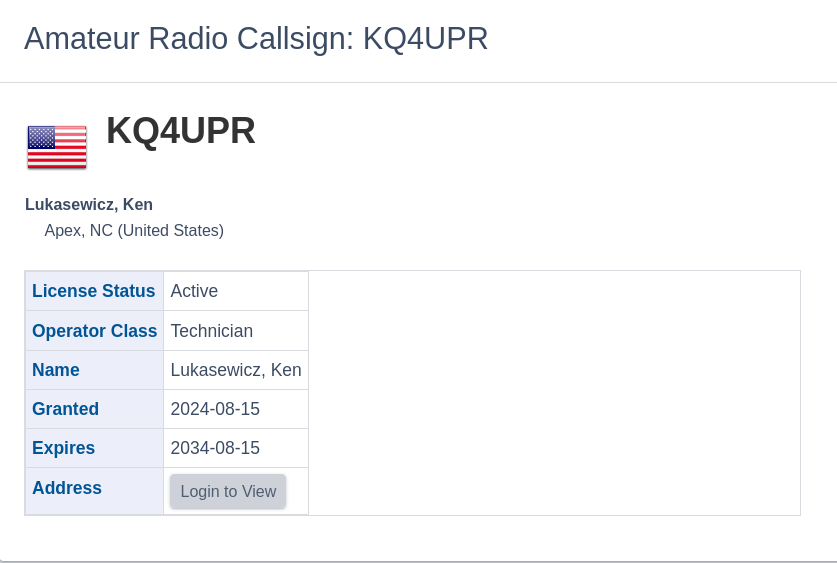 Amateur Radio Callsign: KQ4UPR
KQ4UPR
Lukasewicz, Ken
Apex, NC (United States)
License Status Active
Operator Class Technician
Name Lukasewicz, Ken
Granted 2024-08-15
Expires 2034-08-15
Address Login to View